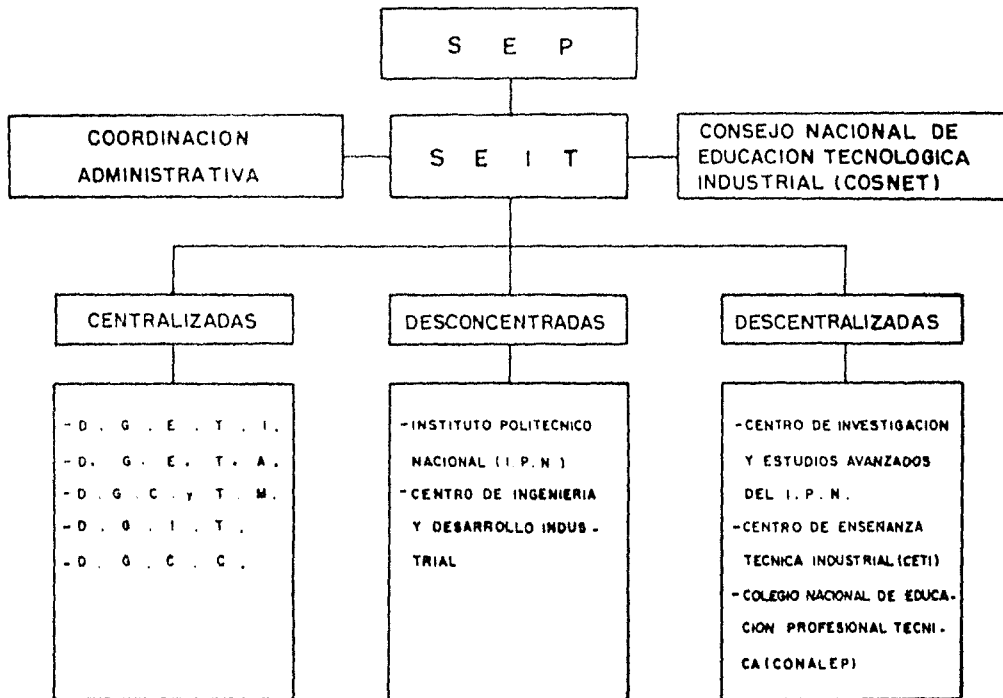 S E P
COORDINACION
ADMINISTRATIVA
S E I T
CONSEJO NACIONAL DE
EDUCACION TECNOLOGICA
INDUSTRIAL (COSNET)
CENTRALIZADAS
DESCONCENTRADAS
DESCENTRALIZADAS
- D . G . E . T . I .
- D . G . E . T . A .
- D . G . C . y T . M .
- D . G . I . T .
- D . G . C . C .
- INSTITUTO POLITECNICO
NACIONAL ( I . P . N )
- CENTRO DE INGENIERIA
Y DESARROLLO INDUS -
TRIAL
- CENTRO DE INVESTIGACION
Y ESTUDIOS AVANZADOS
DEL I . P . N .
- CENTRO DE ENSEÑANZA
TECNICA INDUSTRIAL (CETI)
- COLEGIO NACIONAL DE EDUCA-
CION PROFESIONAL TECNI-
CA (CONALEP)